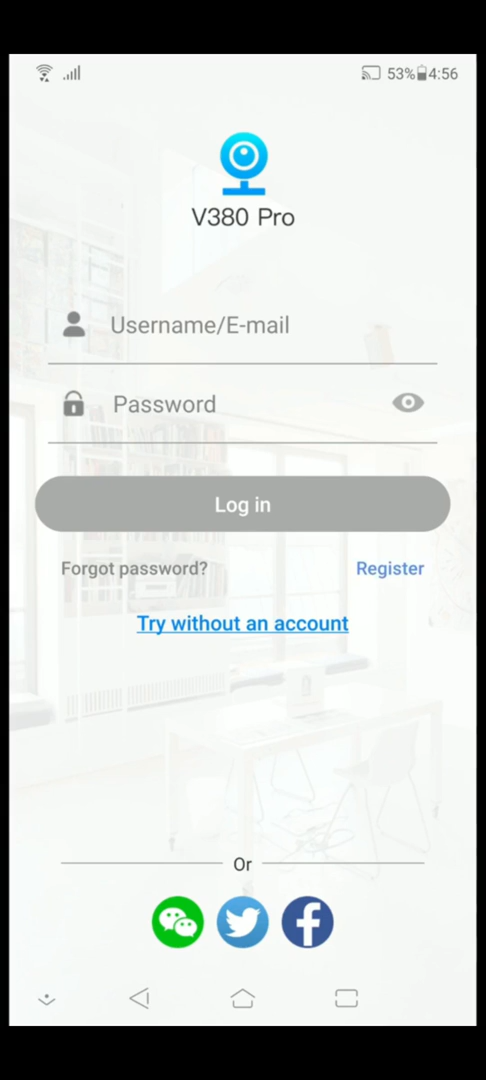 53% 4:56
V380 Pro
Username/E-mail
Password
Log in
Forgot password? Register
Try without an account
Or